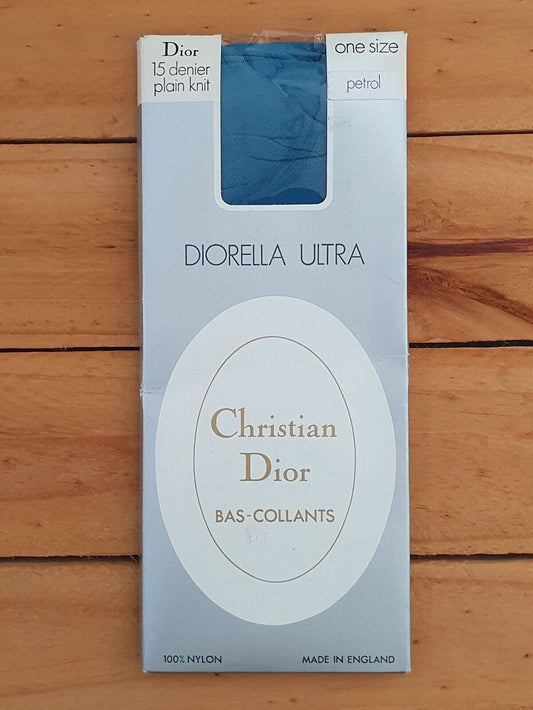 Dior
15 denier
plain knit
one size
petrol
DIORELLA ULTRA
Christian
Dior
BAS-COLLANTS
100% NYLON
MADE IN ENGLAND